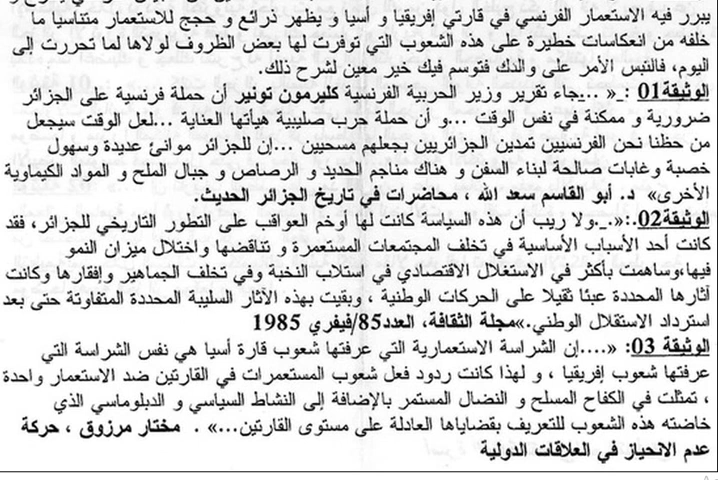 يبرر فيه الاستعمار الفرنسي في قارتي إفريقيا و أسيا و يظهر ذرائع و حجج للاستعمار متناسيا ما
خلفه من انعكاسات خطيرة على هذه الشعوب التي توفرت لها بعض الظروف لولاها لما تحررت إلى
اليوم، فالتبس الأمر على والدك فتوسم فيك خير معين لشرح ذلك.
الوثيقة01 : «...جاء تقرير وزير الحربية الفرنسية كليرمون تونير أن حملة فرنسية على الجزائر
ضرورية و ممكنة في نفس الوقت ...و أن حملة حرب صليبية هيأتها العناية ...لعل الوقت سيجعل
من حظنا نحن الفرنسيين تمدين الجزائريين بجعلهم مسحيين ...إن للجزائر موانئ عديدة وسهول
خصبة وغابات صالحة لبناء السفن و هناك مناجم الحديد و الرصاص و جبال الملح و المواد الكيماوية
الأخرى» د. أبو القاسم سعد الله ، محاضرات في تاريخ الجزائر الحديث.
الوثيقة02.:«...ولا ريب أن هذه السياسة كانت لها أوخم العواقب على التطور التاريخي للجزائر، فقد
كانت أحد الأسباب الأساسية في تخلف المجتمعات المستعمرة و تناقضها واختلال ميزان النمو
فيها،وساهمت بأكثر في الاستغلال الاقتصادي في استلاب النخبة وفي تخلف الجماهير وإفقارها وكانت
آثارها المحددة عبئا ثقيلا على الحركات الوطنية ، وبقيت بهذه الآثار السلبية المحددة المتفاوتة حتى بعد
استرداد الاستقلال الوطني.»مجلة الثقافة، العدد85/فيفري 1985
الوثيقة 03: «....إن الشراسة الاستعمارية التي عرفتها شعوب قارة أسيا هي نفس الشراسة التي
عرفتها شعوب إفريقيا ، و لهذا كانت ردود فعل شعوب المستعمرات في القارتين ضد الاستعمار واحدة
، تمثلت في الكفاح المسلح و النضال المستمر بالإضافة إلى النشاط السياسي و الدبلوماسي الذي
خاضته هذه الشعوب للتعريف بقضاياها العادلة على مستوى القارتين...» . مختار مرزوق ، حركة
عدم الانحياز في العلاقات الدولية